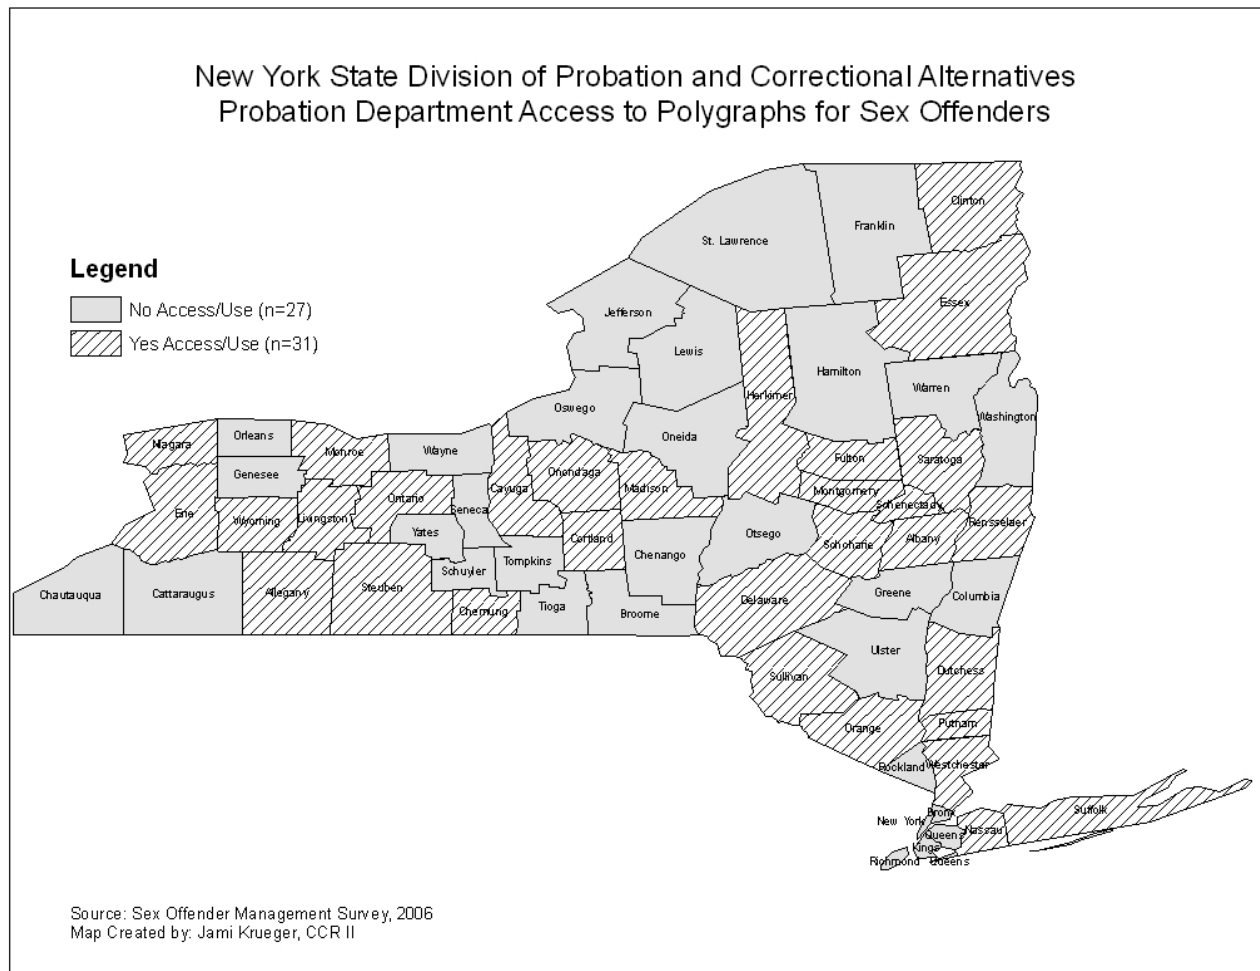 New York State Division of Probation and Correctional Alternatives
Probation Department Access to Polygraphs for Sex Offenders
Legend
No Access/Use (n=27)
Yes Access/Use (n=31)
Clinton
Franklin
St. Lawrence
Essex
Jefferson
Lewis
Hamilton
Warren
Herkimer
Oswego
Washington
Oneida
Orleans
Niagara
Monroe
Wayne
Fulton
Saratoga
Onondaga
Genesee
Madison
Cayuga
Ontario
Montgomery
Schenectady
Seneca
Erie
Wyoming
Livingston
Rensselaer
Yates
Otsego
Cortland
Albany
Schoharie
Chenango
Tompkins
Schuyler
Steuben
Allegany
Cattaraugus
Chautauqua
Greene
Columbia
Delaware
Tioga
Chemung
Broome
Ulster
Dutchess
Sullivan
Putnam
Orange
Rockland
Westchester
Suffolk
Bronx
New York
Nassau
Queens
Kings
Richmond
Queens
Source: Sex Offender Management Survey, 2006
Map Created by: Jami Krueger, CCR II